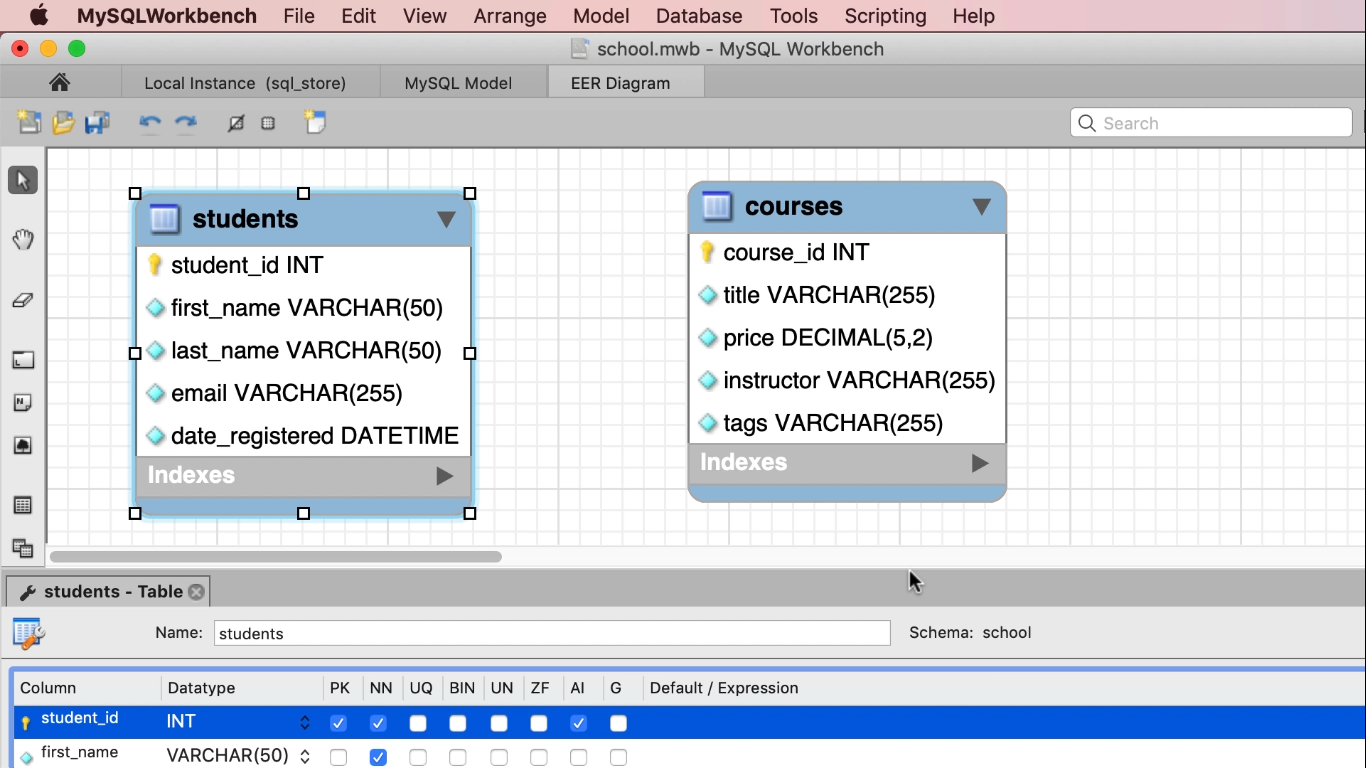 MySQLWorkbench File Edit View Arrange Model Database Tools Scripting Help
school.mwb - MySQL Workbench
Local Instance (sql_store) MySQL Model EER Diagram
Search
students
student_id INT
first_name VARCHAR(50)
last_name VARCHAR(50)
email VARCHAR(255)
date_registered DATETIME
Indexes
courses
course_id INT
title VARCHAR(255)
price DECIMAL(5,2)
instructor VARCHAR(255)
tags VARCHAR(255)
Indexes
students - Table
Name: students Schema: school
Column Datatype PK NN UQ BIN UN ZF AI G Default / Expression
student_id INT
first_name VARCHAR(50)